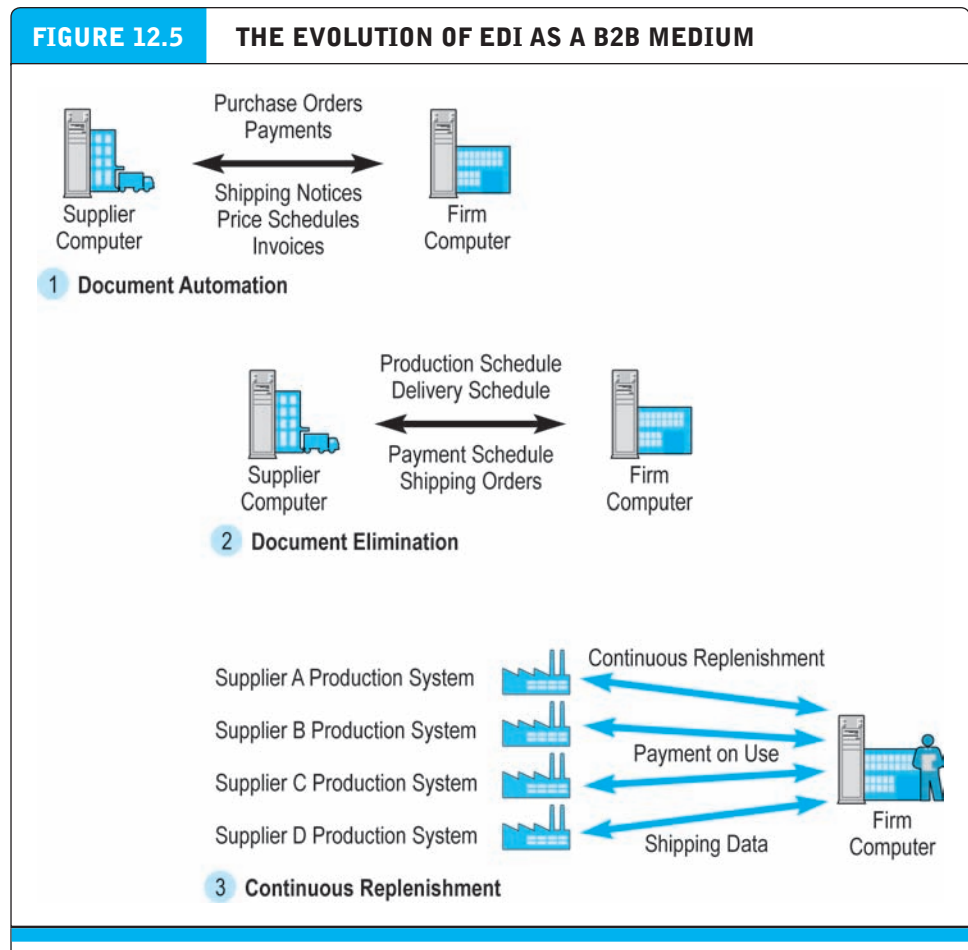 FIGURE 12.5
THE EVOLUTION OF EDI AS A B2B MEDIUM
Purchase Orders
Payments
Shipping Notices
Price Schedules
Invoices
Supplier
Computer
Firm
Computer
1 Document Automation
Production Schedule
Delivery Schedule
Payment Schedule
Shipping Orders
Supplier
Computer
Firm
Computer
2 Document Elimination
Continuous Replenishment
Supplier A Production System
Supplier B Production System
Payment on Use
Supplier C Production System
Supplier D Production System
Shipping Data
Firm
Computer
3 Continuous Replenishment